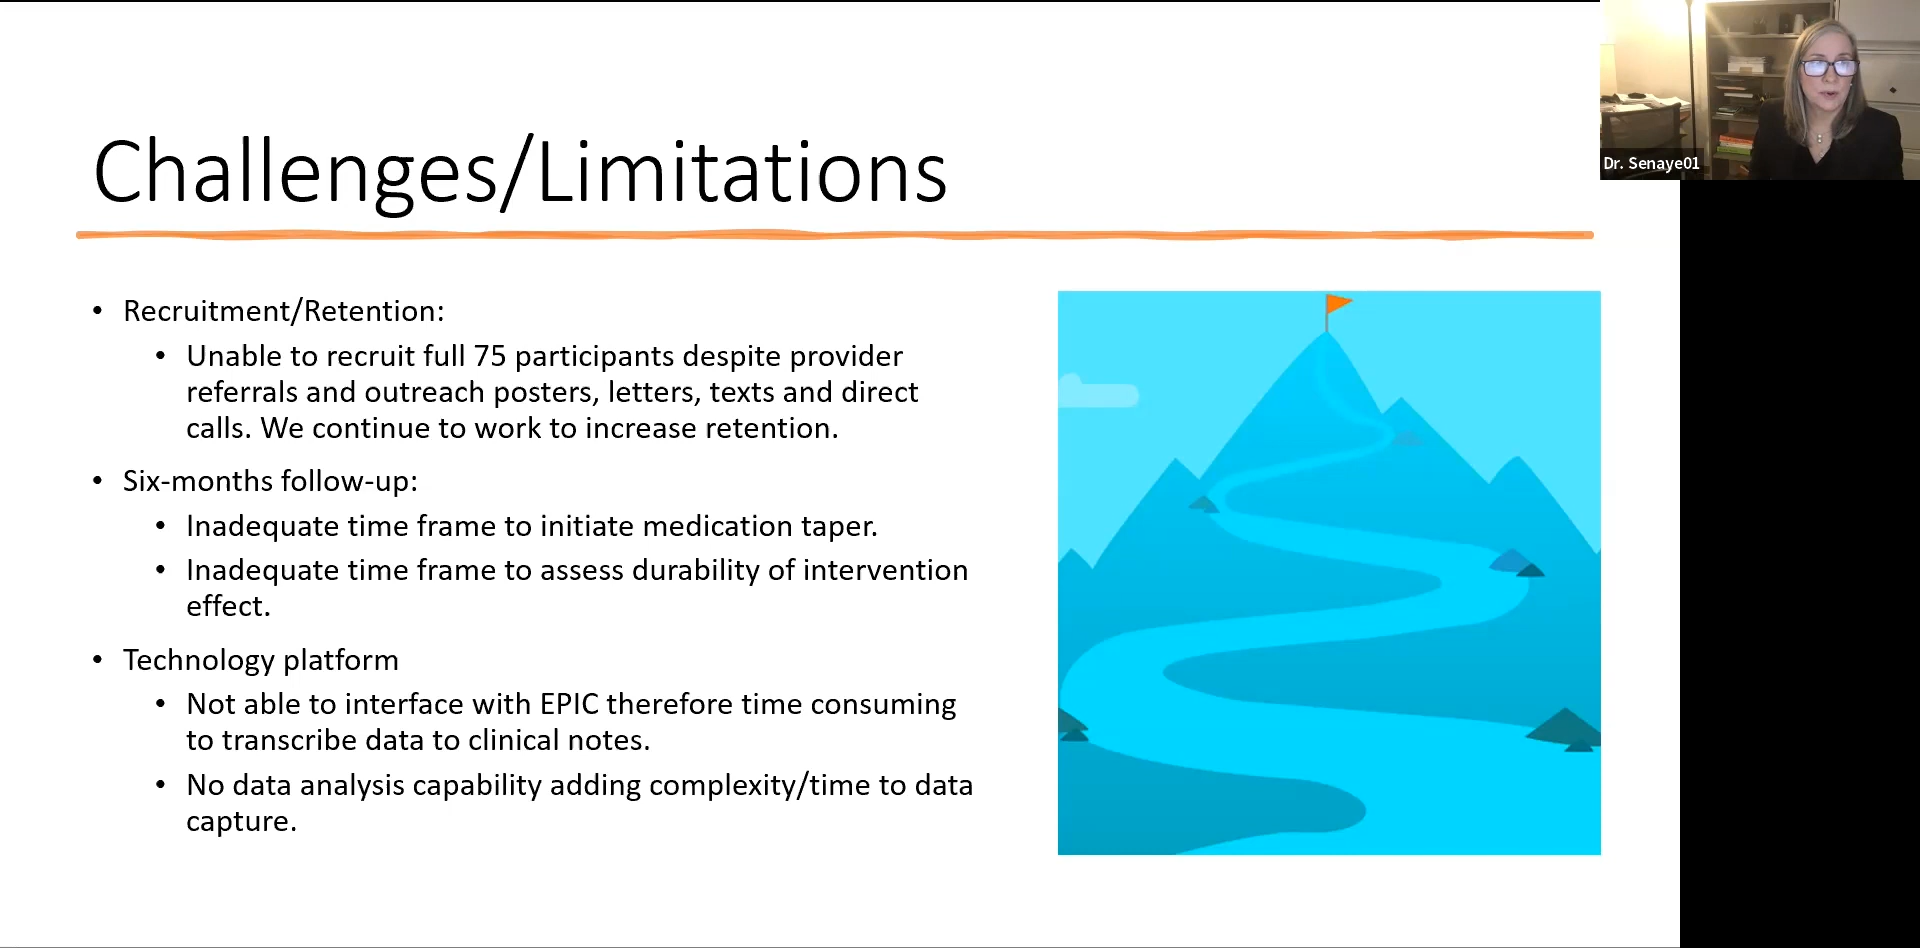 Challenges/Limitations
• Recruitment/Retention:
• Unable to recruit full 75 participants despite provider
referrals and outreach posters, letters, texts and direct
calls. We continue to work to increase retention.
• Six-months follow-up:
• Inadequate time frame to initiate medication taper.
• Inadequate time frame to assess durability of intervention
effect.
• Technology platform
• Not able to interface with EPIC therefore time consuming
to transcribe data to clinical notes.
• No data analysis capability adding complexity/time to data
capture.
Dr. Senaye01